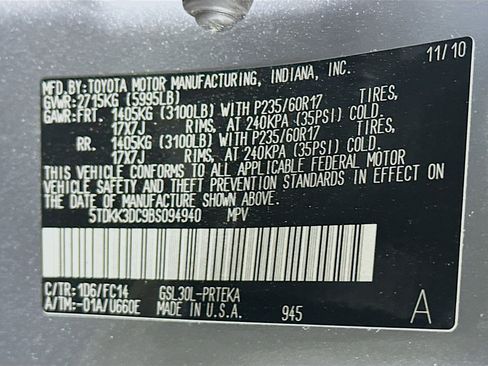 11/10
MFD.BY:TOYOTA MOTOR MANUFACTURING, INDIANA, INC.
GVWR:2715KG (5995LB)
GAWR:FRT. 1405KG (3100LB) WITH P235/60R17 TIRES,
17X7J RIMS, AT 240KPA (35PSI) COLD.
RR. 1405KG (3100LB) WITH P235/60R17 TIRES,
17X7J RIMS, AT 240KPA (35PSI) COLD.
THIS VEHICLE CONFORMS TO ALL APPLICABLE FEDERAL MOTOR
VEHICLE SAFETY AND THEFT PREVENTION STANDARDS IN EFFECT ON
THE DATE OF MANUFACTURE SHOWN ABOVE.
5TDKK3DC9BS094940 MPV
C/TR:1D6/FC14 GSL30L-PRTEKA
A/TM:-01A/U660E MADE IN U.S.A. 945 A